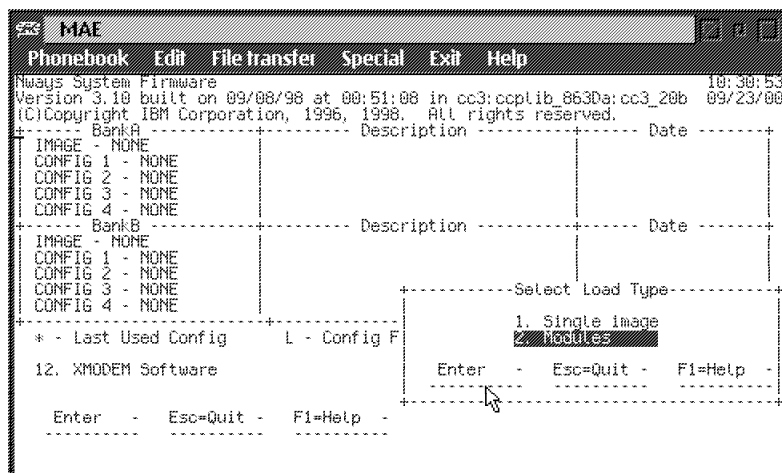 MAE
Phonebook Edit File transfer Special Exit Help
Nways System Firmware 10:30:53
Version 3.10 built on 09/08/98 at 00:51:08 in cc3:ccplib_863Da:cc3_20b 09/23/00
(C)Copyright IBM Corporation, 1996, 1998. All rights reserved.
+------- BankA -----------+--------- Description -----------+------ Date -------+
IMAGE - NONE
CONFIG 1 - NONE
CONFIG 2 - NONE
CONFIG 3 - NONE
CONFIG 4 - NONE
+------- BankB -----------+--------- Description -----------+------ Date -------+
IMAGE - NONE
CONFIG 1 - NONE
CONFIG 2 - NONE
CONFIG 3 - NONE
CONFIG 4 - NONE
* - Last Used Config L - Config F
12. XMODEM Software
Enter - Esc=Quit - F1=Help -
Select Load Type
1. Single image
2. Modules
Enter - Esc=Quit - F1=Help -